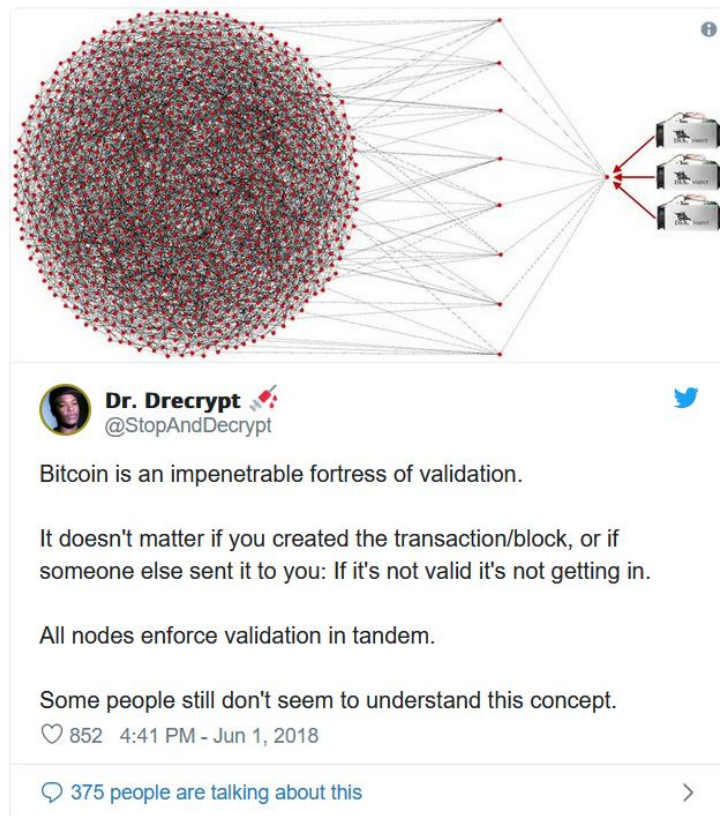 Dr. Drecrypt
@StopAndDecrypt
Bitcoin is an impenetrable fortress of validation.
It doesn't matter if you created the transaction/block, or if
someone else sent it to you: If it's not valid it's not getting in.
All nodes enforce validation in tandem.
Some people still don't seem to understand this concept.
852 4:41 PM - Jun 1, 2018
375 people are talking about this